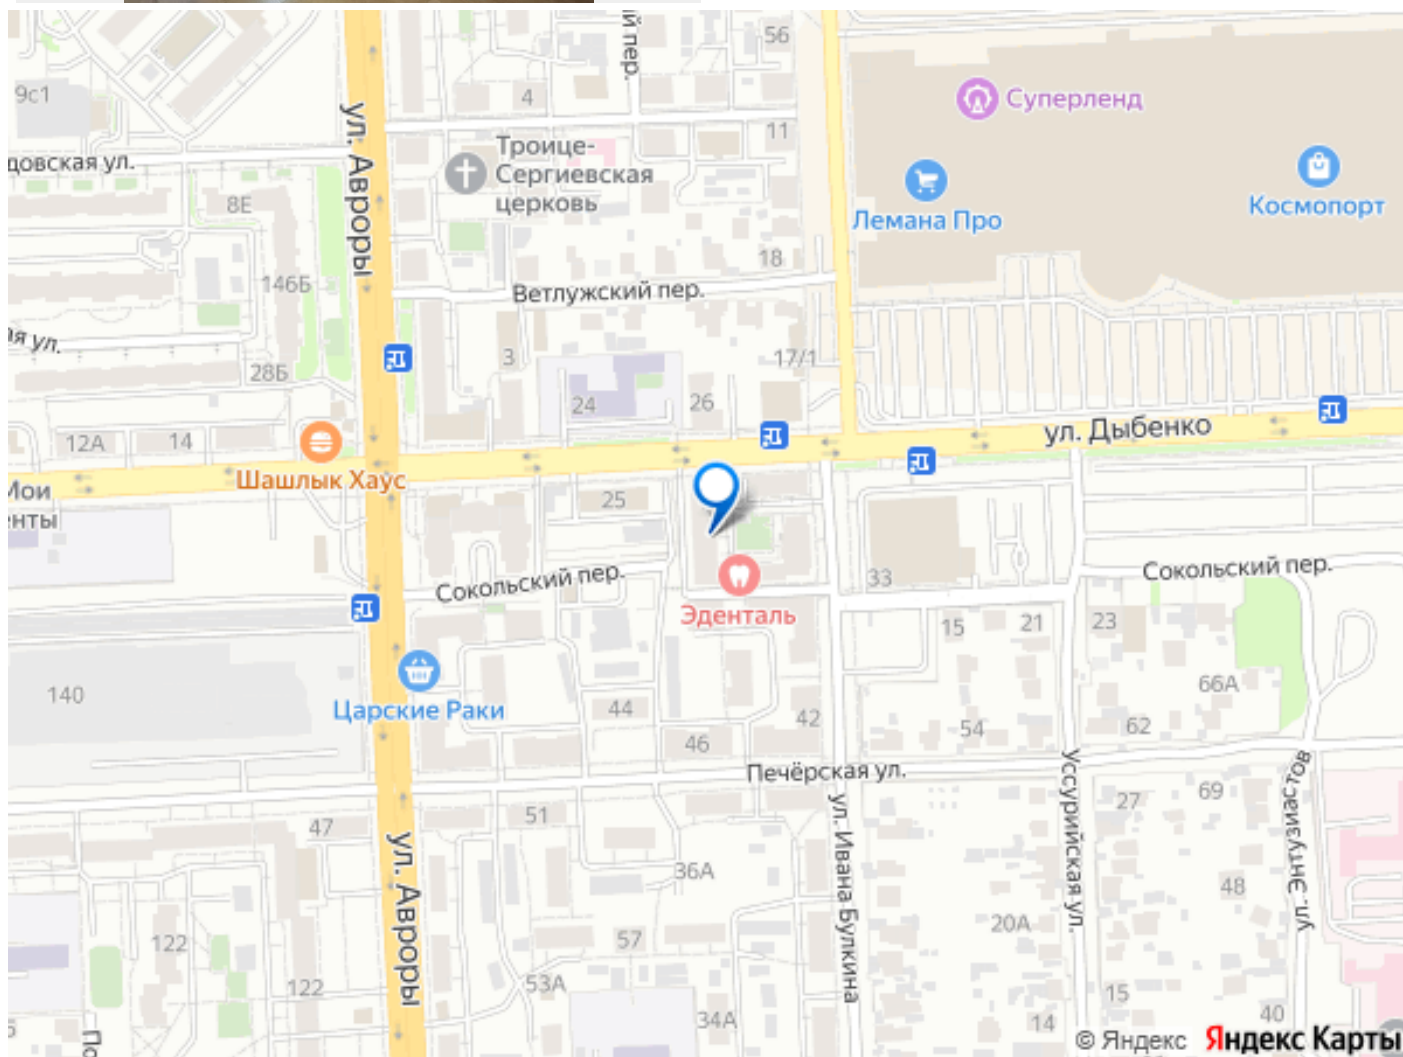 й пер.
56
9с1
4
Суперленд
ул. Авроры
11
Троице-
Сергиевская
церковь
довская ул.
Лемана Про
Космопорт
8Е
18
146Б
Ветлужский пер.
ая ул.
3
17/1
28Б
24
26
12А
14
ул. Дыбенко
Шашлык Хаус
Мои
енты
25
Сокольский пер.
33
Сокольский пер.
Эденталь
15
21
23
140
66А
Царские Раки
44
42
54
62
46
Печёрская ул.
47
51
ул. Авроры
ул. Ивана Булкина
Уссурийская ул.
27
69
ул. Энтузиастов
36А
48
20А
122
57
122
53А
34А
15
14
40
По
© Яндекс Яндекс Карты